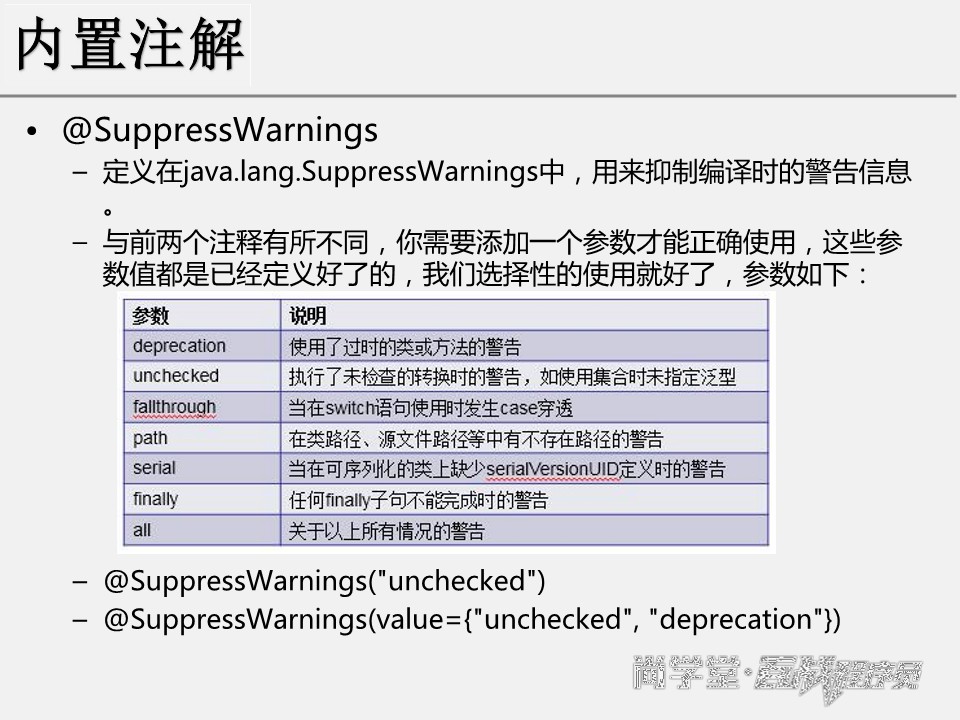 内置注解
• @SuppressWarnings
– 定义在java.lang.SuppressWarnings中，用来抑制编译时的警告信息
。
– 与前两个注释有所不同，你需要添加一个参数才能正确使用，这些参
数值都是已经定义好了的，我们选择性的使用就好了，参数如下：
参数 说明
deprecation 使用了过时的类或方法的警告
unchecked 执行了未检查的转换时的警告，如使用集合时未指定泛型
fallthrough 当在switch语句使用时发生case穿透
path 在类路径、源文件路径等中有不存在路径的警告
serial 当在可序列化的类上缺少serialVersionUID定义时的警告
finally 任何finally子句不能完成时的警告
all 关于以上所有情况的警告
– @SuppressWarnings("unchecked")
– @SuppressWarnings(value={"unchecked", "deprecation"})
尚学堂·实战程序员